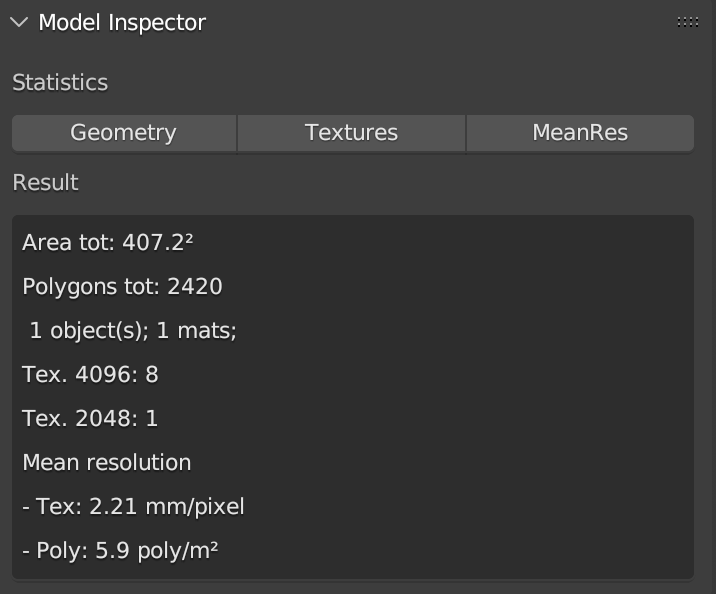 Model Inspector
Statistics
Geometry Textures MeanRes
Result
Area tot: 407.2²
Polygons tot: 2420
1 object(s); 1 mats;
Tex. 4096: 8
Tex. 2048: 1
Mean resolution
- Tex: 2.21 mm/pixel
- Poly: 5.9 poly/m²